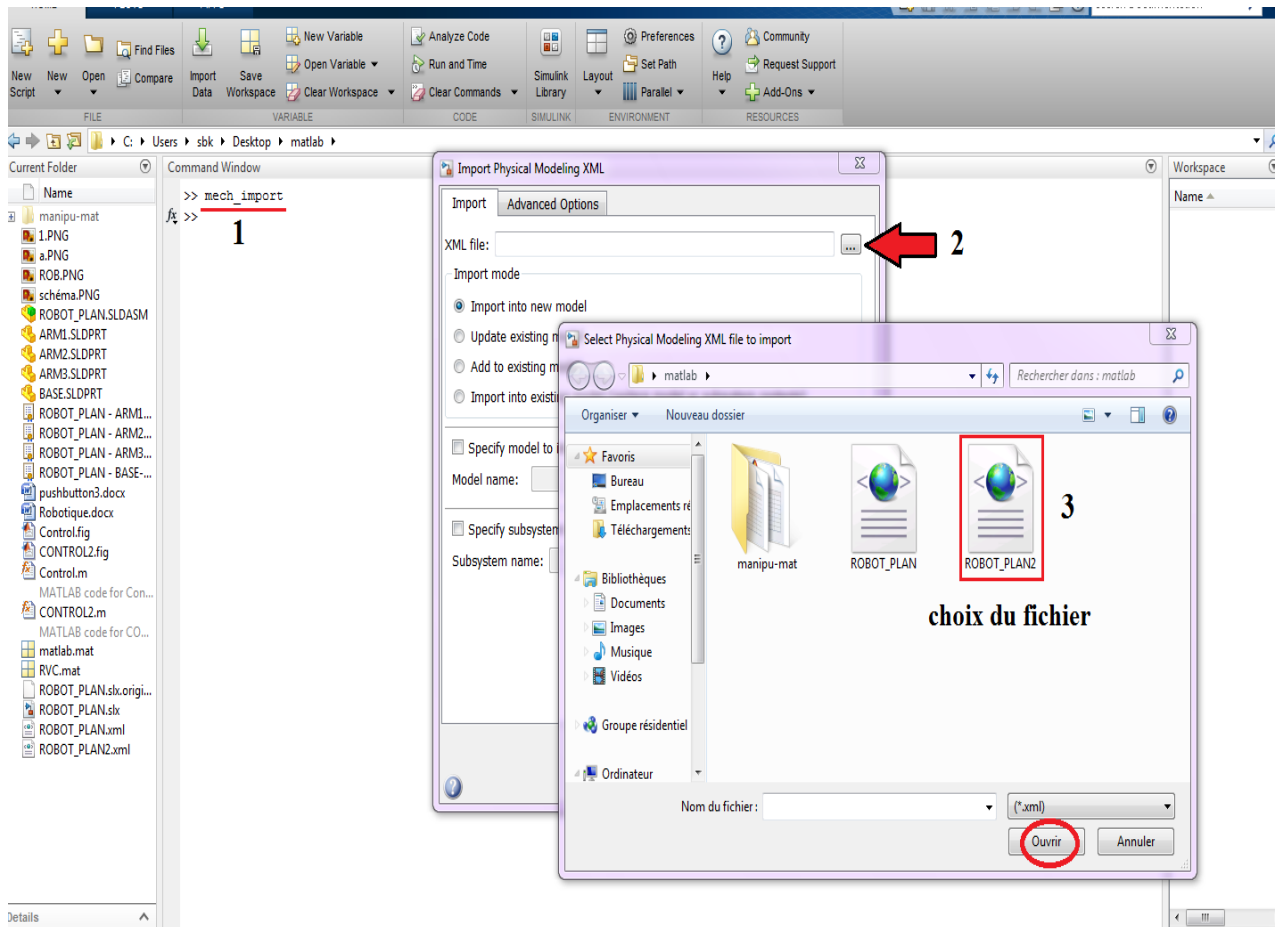 Find Files
New Script
New
Open
Compare
Import Data
Save Workspace
New Variable
Open Variable
Clear Workspace
Analyze Code
Run and Time
Clear Commands
Simulink Library
Layout
Preferences
Set Path
Parallel
Help
Community
Request Support
Add-Ons
FILE
VARIABLE
CODE
SIMULINK
ENVIRONMENT
RESOURCES
C: Users sbk Desktop matlab
Current Folder
Name
manipu-mat
1.PNG
a.PNG
ROB.PNG
schéma.PNG
ROBOT_PLAN.SLDASM
ARM1.SLDPRT
ARM2.SLDPRT
ARM3.SLDPRT
BASE.SLDPRT
ROBOT_PLAN - ARM1...
ROBOT_PLAN - ARM2...
ROBOT_PLAN - ARM3...
ROBOT_PLAN - BASE-...
pushbutton3.docx
Robotique.docx
Control.fig
CONTROL2.fig
Control.m
MATLAB code for Con...
CONTROL2.m
MATLAB code for CO...
matlab.mat
RVC.mat
ROBOT_PLAN.slx.origi...
ROBOT_PLAN.slx
ROBOT_PLAN.xml
ROBOT_PLAN2.xml
Details
Command Window
>> mech_import
fx >>
1
Import Physical Modeling XML
Import
Advanced Options
XML file:
...
2
Import mode
Import into new model
Update existing m
Add to existing m
Import into existi
Specify model to i
Model name:
Specify subsystem
Subsystem name:
Select Physical Modeling XML file to import
matlab
Rechercher dans : matlab
Organiser
Nouveau dossier
Favoris
Bureau
Emplacements ré
Téléchargements
Bibliothèques
Documents
Images
Musique
Vidéos
Groupe résidentiel
Ordinateur
manipu-mat
ROBOT_PLAN
ROBOT_PLAN2
3
choix du fichier
Nom du fichier :
(*.xml)
Ouvrir
Annuler
Workspace
Name